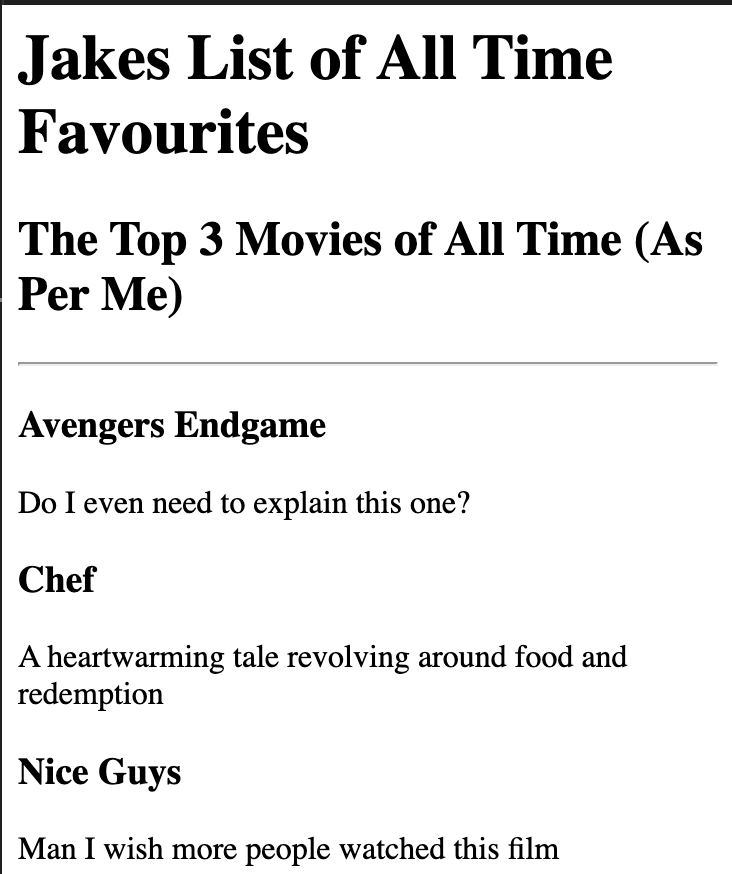 Jakes List of All Time
Favourites
The Top 3 Movies of All Time (As
Per Me)
Avengers Endgame
Do I even need to explain this one?
Chef
A heartwarming tale revolving around food and
redemption
Nice Guys
Man I wish more people watched this film